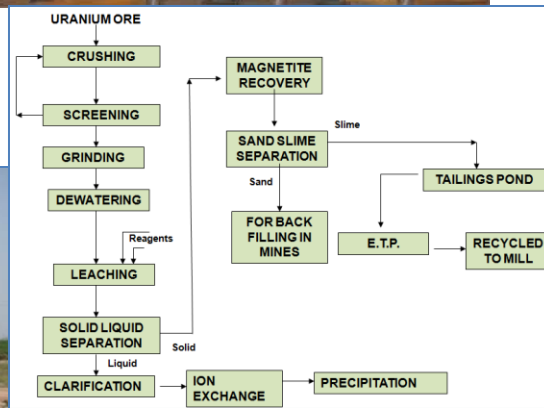 URANIUM ORE
CRUSHING
SCREENING
GRINDING
DEWATERING
Reagents
LEACHING
SOLID LIQUID
SEPARATION
Solid
Liquid
CLARIFICATION
ION
EXCHANGE
PRECIPITATION
MAGNETITE
RECOVERY
SAND SLIME
SEPARATION
Slime
Sand
FOR BACK
FILLING IN
MINES
TAILINGS POND
E.T.P.
RECYCLED
TO MILL